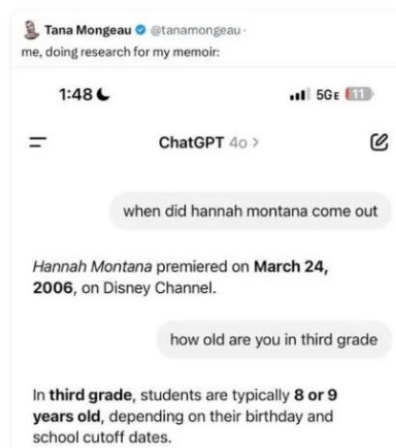 Tana Mongeau @tanamongeau ·
me, doing research for my memoir:
1:48 5GE 11
ChatGPT 4o >
when did hannah montana come out
Hannah Montana premiered on March 24,
2006, on Disney Channel.
how old are you in third grade
In third grade, students are typically 8 or 9
years old, depending on their birthday and
school cutoff dates.